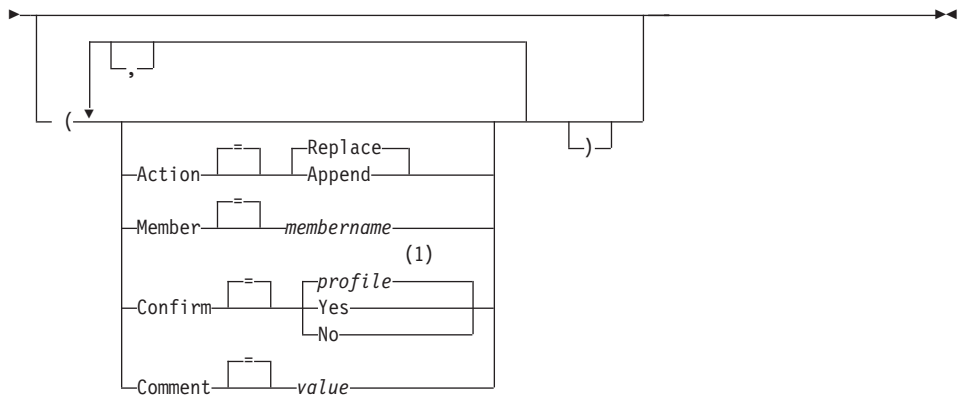 ,
(
)
=
Replace
Action
Append
=
Member
membername
(1)
=
profile
Confirm
Yes
No
=
Comment
value